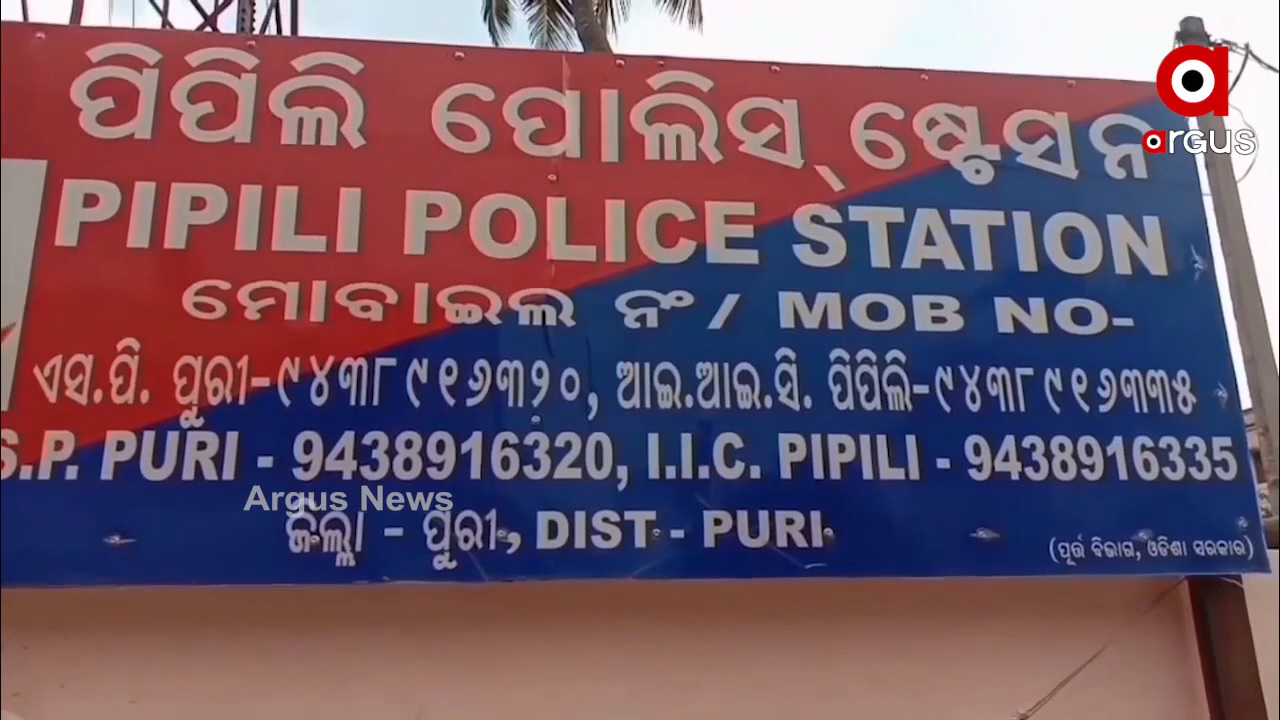 ପିପିଲି ପୋଲିସ୍ ଷ୍ଟେସନ
PIPILI POLICE STATION
ମୋବାଇଲ ନଂ / MOB NO-
ଏସ.ପି. ପୁରୀ-୯୪୩୮୯୧୬୩୨୦, ଆଇ.ଆଇ.ସି. ପିପିଲି-୯୪୩୮୯୧୬୩୩୫
S.P. PURI - 9438916320, I.I.C. PIPILI - 9438916335
ଜିଲ୍ଲା - ପୁରୀ, DIST - PURI
(ପୂର୍ତ୍ତ ବିଭାଗ, ଓଡିଶା ସରକାର)
argus
Argus News